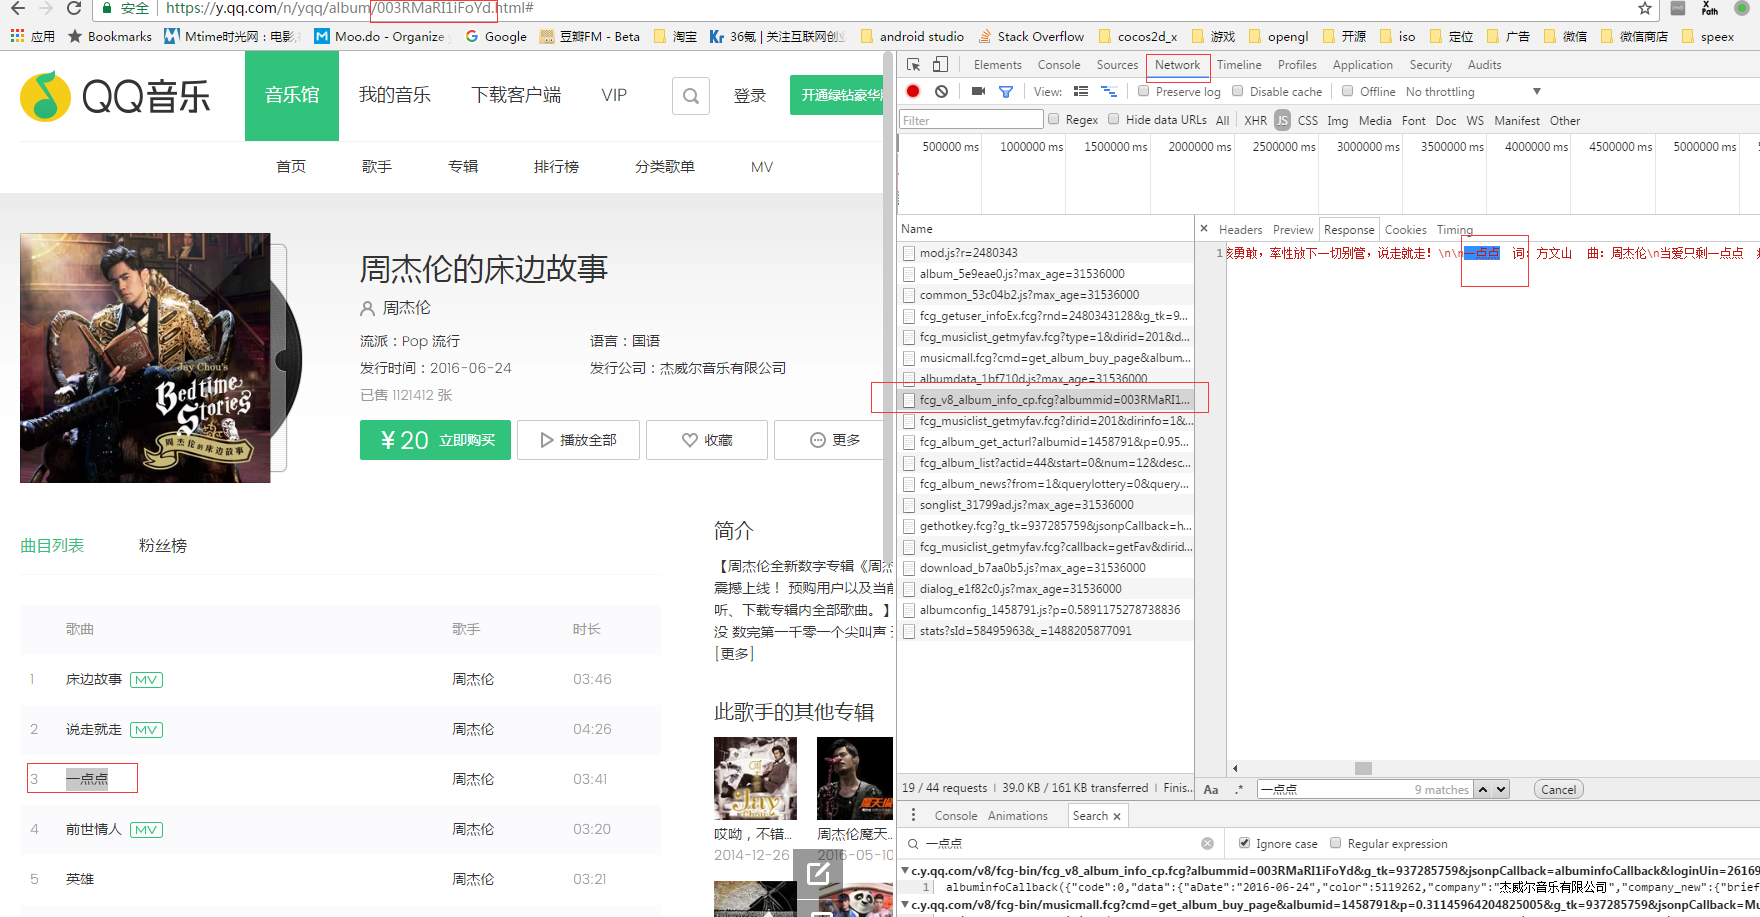 安全 https://y.qq.com/n/yqq/album/003RMaRI1iFoYd.html#
应用 Bookmarks Mtime时光网：电影, Moo.do - Organize Google 豆瓣FM - Beta 淘宝 36氪 | 关注互联网创业 android studio Stack Overflow cocos2d_x 游戏 opengl 开源 iso 定位 广告 微信 微信商店 speex
QQ音乐 音乐馆 我的音乐 下载客户端 VIP 登录 开通绿钻豪华版
首页 歌手 专辑 排行榜 分类歌单 MV
周杰伦的床边故事
周杰伦
流派：Pop 流行 语言：国语
发行时间：2016-06-24 发行公司：杰威尔音乐有限公司
已售 1121412 张
¥20 立即购买 播放全部 收藏 更多
Jay Chou's
Bedtime
Stories
周杰伦的床边故事
曲目列表 粉丝榜
歌曲 歌手 时长
1 床边故事 MV 周杰伦 03:46
2 说走就走 MV 周杰伦 04:26
3 一点点 周杰伦 03:41
4 前世情人 MV 周杰伦 03:20
5 英雄 周杰伦 03:21
简介
【周杰伦全新数字专辑《周杰
震撼上线！ 预购用户以及当前
听、下载专辑内全部歌曲。】
没 数完第一千零一个尖叫声
[更多]
此歌手的其他专辑
Jay
哎呦，不错...
2014-12-26
周杰伦魔天...
2016-05-10
Elements Console Sources Network Timeline Profiles Application Security Audits
View: Preserve log Disable cache Offline No throttling
Filter Regex Hide data URLs All XHR JS CSS Img Media Font Doc WS Manifest Other
500000 ms 1000000 ms 1500000 ms 2000000 ms 2500000 ms 3000000 ms 3500000 ms 4000000 ms 4500000 ms 5000000 ms
Name
mod.js?r=2480343
album_5e9eae0.js?max_age=31536000
common_53c04b2.js?max_age=31536000
fcg_getuser_infoEx.fcg?rnd=2480343128&g_tk=9...
fcg_musiclist_getmyfav.fcg?type=1&dirid=201&d...
musicmall.fcg?cmd=get_album_buy_page&album...
albumdata_1bf710d.js?max_age=31536000
fcg_v8_album_info_cp.fcg?albummid=003RMaRI1...
fcg_musiclist_getmyfav.fcg?dirid=201&dirinfo=1&...
fcg_album_get_acturl?albumid=1458791&p=0.95...
fcg_album_list?actid=44&start=0&num=12&desc...
fcg_album_news?from=1&querylottery=0&query...
songlist_31799ad.js?max_age=31536000
gethotkey.fcg?g_tk=937285759&jsonpCallback=h...
fcg_musiclist_getmyfav.fcg?callback=getFav&dirid...
download_b7aa0b5.js?max_age=31536000
dialog_e1f82c0.js?max_age=31536000
albumconfig_1458791.js?p=0.5891175278738836
stats?sId=58495963&_=1488205877091
19 / 44 requests | 39.0 KB / 161 KB transferred | Finis...
× Headers Preview Response Cookies Timing
1 勇敢，率性放下一切别管，说走就走！\n\n一点点 词：方文山 曲：周杰伦\n当爱只剩一点点
Aa .* 一点点 9 matches Cancel
Console Animations Search ×
一点点 Ignore case Regular expression
c.y.qq.com/v8/fcg-bin/fcg_v8_album_info_cp.fcg?albummid=003RMaRI1iFoYd&g_tk=937285759&jsonpCallback=albuminfoCallback&loginUin=26169
1 albuminfoCallback({"code":0,"data":{"aDate":"2016-06-24","color":5119262,"company":"杰威尔音乐有限公司","company_new":{"brief
c.y.qq.com/v8/fcg-bin/musicmall.fcg?cmd=get_album_buy_page&albumid=1458791&p=0.31145964204825005&g_tk=937285759&jsonpCallback=Mu